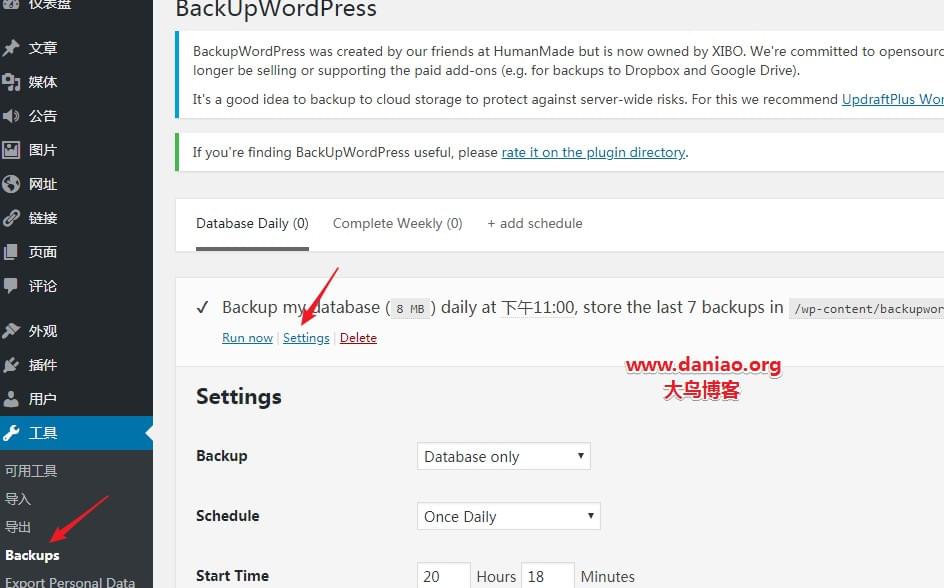 仪表盘
文章
媒体
公告
图片
网址
链接
页面
评论
外观
插件
用户
工具
可用工具
导入
导出
Backups
Export Personal Data
BackUpWordPress
BackupWordPress was created by our friends at HumanMade but is now owned by XIBO. We're committed to opensourc
longer be selling or supporting the paid add-ons (e.g. for backups to Dropbox and Google Drive).
It's a good idea to backup to cloud storage to protect against server-wide risks. For this we recommend UpdraftPlus Wor
If you're finding BackUpWordPress useful, please rate it on the plugin directory.
Database Daily (0) Complete Weekly (0) + add schedule
✓ Backup my database ( 8 MB ) daily at 下午11:00, store the last 7 backups in /wp-content/backupwor
Run now | Settings | Delete
www.daniao.org
大鸟博客
Settings
Backup Database only
Schedule Once Daily
Start Time 20 Hours 18 Minutes